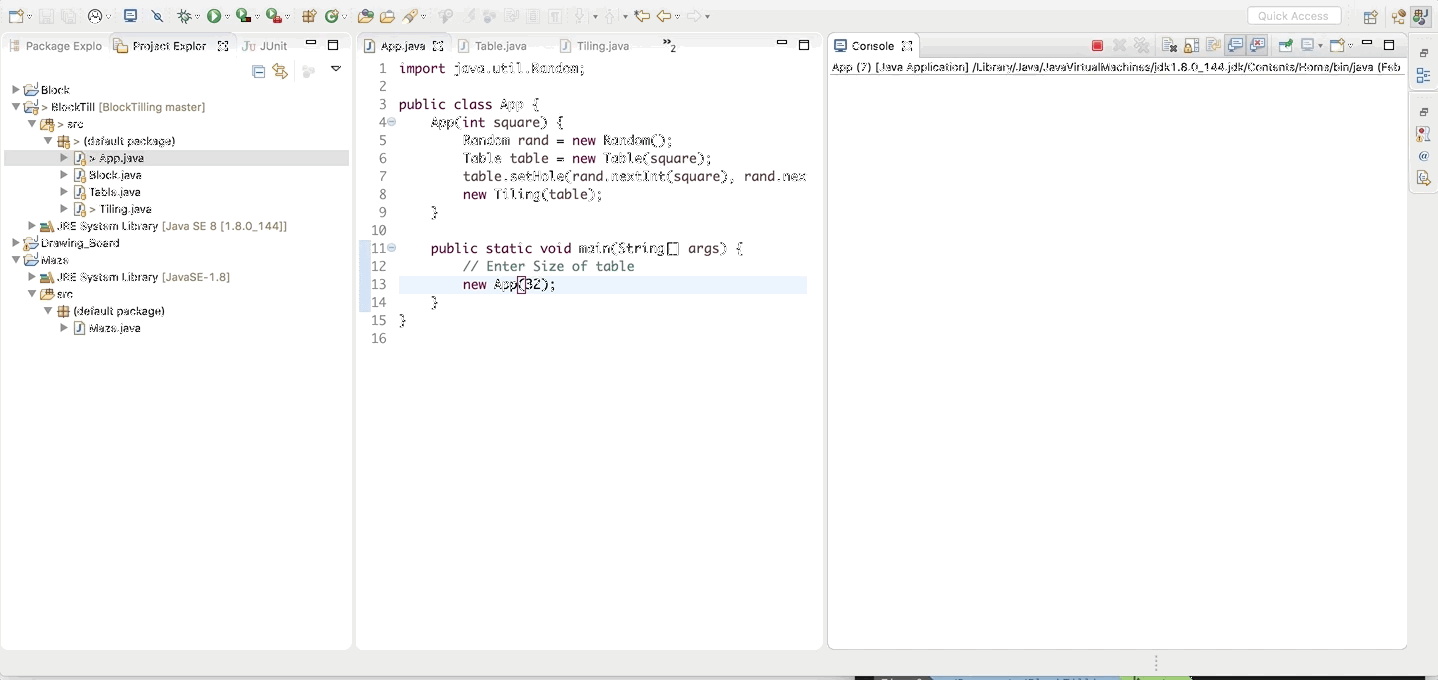 Quick Access
Package Explo
Project Explor
JUnit
Block
> BlockTill [BlockTilling master]
> src
> (default package)
> App.java
Block.java
Table.java
> Tiling.java
JRE System Library [Java SE 8 [1.8.0_144]]
Drawing_Board
Maze
JRE System Library [JavaSE-1.8]
src
(default package)
Maze.java
App.java
Table.java
Tiling.java
»2
1 import java.util.Random;
2
3 public class App {
4 App(int square) {
5 Random rand = new Random();
6 Table table = new Table(square);
7 table.setHole(rand.nextInt(square), rand.nex
8 new Tiling(table);
9 }
10
11 public static void main(String[] args) {
12 // Enter Size of table
13 new App(32);
14 }
15 }
16
Console
App (2) [Java Application] /Library/Java/JavaVirtualMachines/jdk1.8.0_144.jdk/Contents/Home/bin/java (Feb